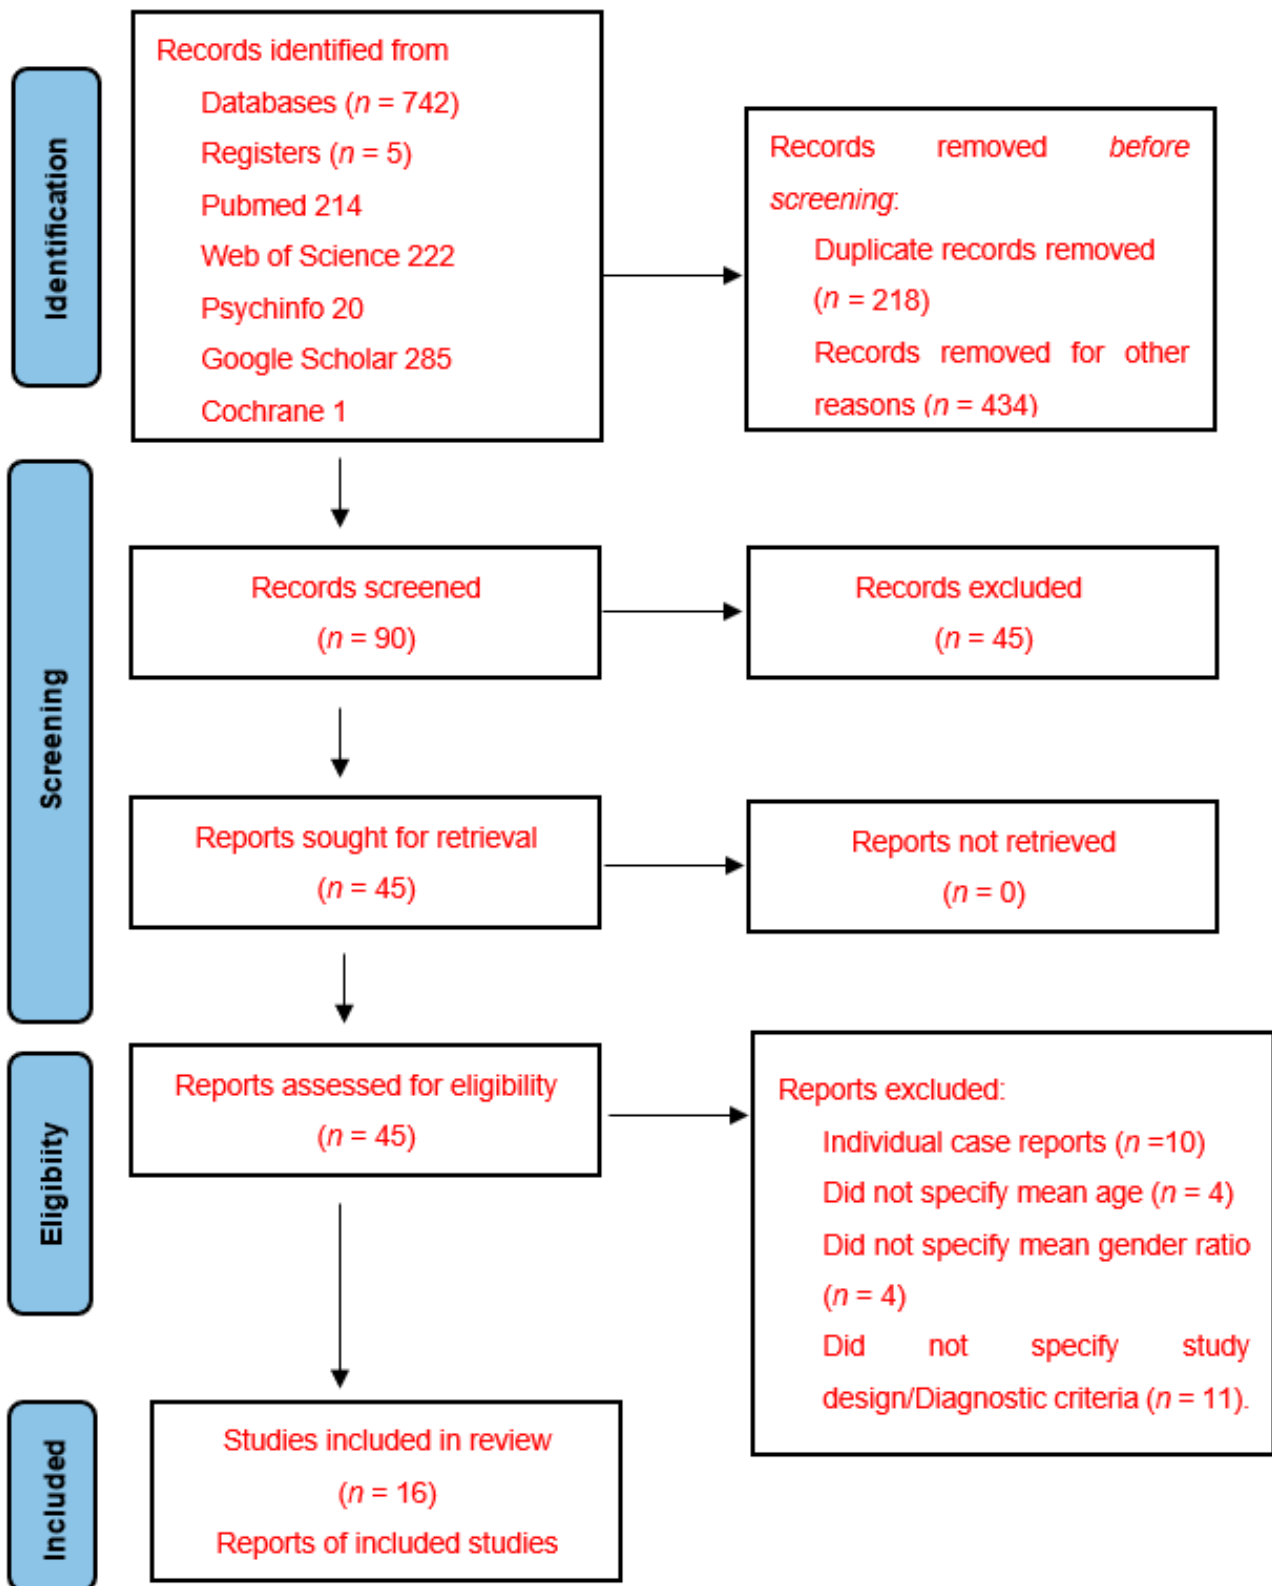 Identification
Records identified from
Databases (n = 742)
Registers (n = 5)
Pubmed 214
Web of Science 222
Psychinfo 20
Google Scholar 285
Cochrane 1
Records removed before
screening:
Duplicate records removed
(n = 218)
Records removed for other
reasons (n = 434)
Screening
Records screened
(n = 90)
Records excluded
(n = 45)
Reports sought for retrieval
(n = 45)
Reports not retrieved
(n = 0)
Eligibiity
Reports assessed for eligibility
(n = 45)
Reports excluded:
Individual case reports (n =10)
Did not specify mean age (n = 4)
Did not specify mean gender ratio
(n = 4)
Did not specify study
design/Diagnostic criteria (n = 11).
Included
Studies included in review
(n = 16)
Reports of included studies